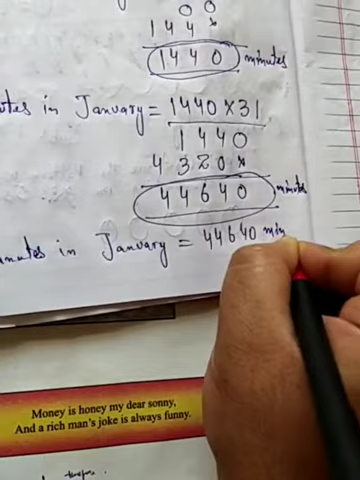 0 0
1 4 4 *
1 4 4 0 minutes
in January = 1440 × 31
1 4 4 0
4 3 2 0 *
4 4 6 4 0 minutes
in January = 44640 min
Money is honey my dear sonny,
And a rich man's joke is always funny.